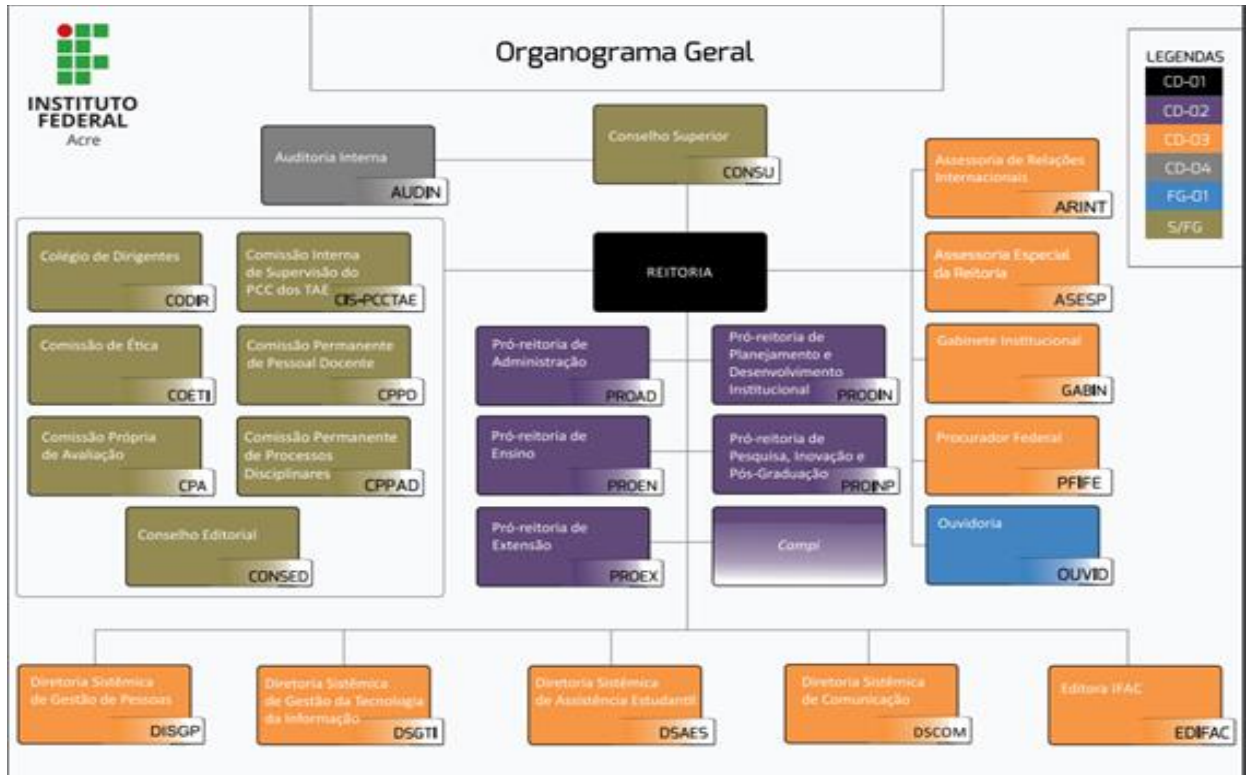 Organograma Geral
INSTITUTO
FEDERAL
Acre
LEGENDAS
CD-01
CD-02
CD-03
CD-04
FG-01
S/FG
Conselho Superior
CONSU
Auditoria Interna
AUDIN
Assessoria de Relações
Internacionais
ARINT
REITORIA
Assessoria Especial
da Reitoria
ASESP
Gabinete Institucional
GABIN
Procurador Federal
PFIFE
Ouvidoria
OUVID
Colégio de Dirigentes
CODIR
Comissão Interna
de Supervisão do
PCC dos TAE
CIS-PCCTAE
Comissão de Ética
COETI
Comissão Permanente
de Pessoal Docente
CPPD
Comissão Própria
de Avaliação
CPA
Comissão Permanente
de Processos
Disciplinares
CPPAD
Conselho Editorial
CONSED
Pró-reitoria de
Administração
PROAD
Pró-reitoria de
Planejamento e
Desenvolvimento
Institucional
PRODIN
Pró-reitoria de
Ensino
PROEN
Pró-reitoria de
Pesquisa, Inovação e
Pós-Graduação
PROINP
Pró-reitoria de
Extensão
PROEX
Campi
Diretoria Sistêmica
de Gestão de Pessoas
DISGP
Diretoria Sistêmica
de Gestão da Tecnologia
da Informação
DSGTI
Diretoria Sistêmica
de Assistência Estudantil
DSAES
Diretoria Sistêmica
de Comunicação
DSCOM
Editora IFAC
EDIFAC